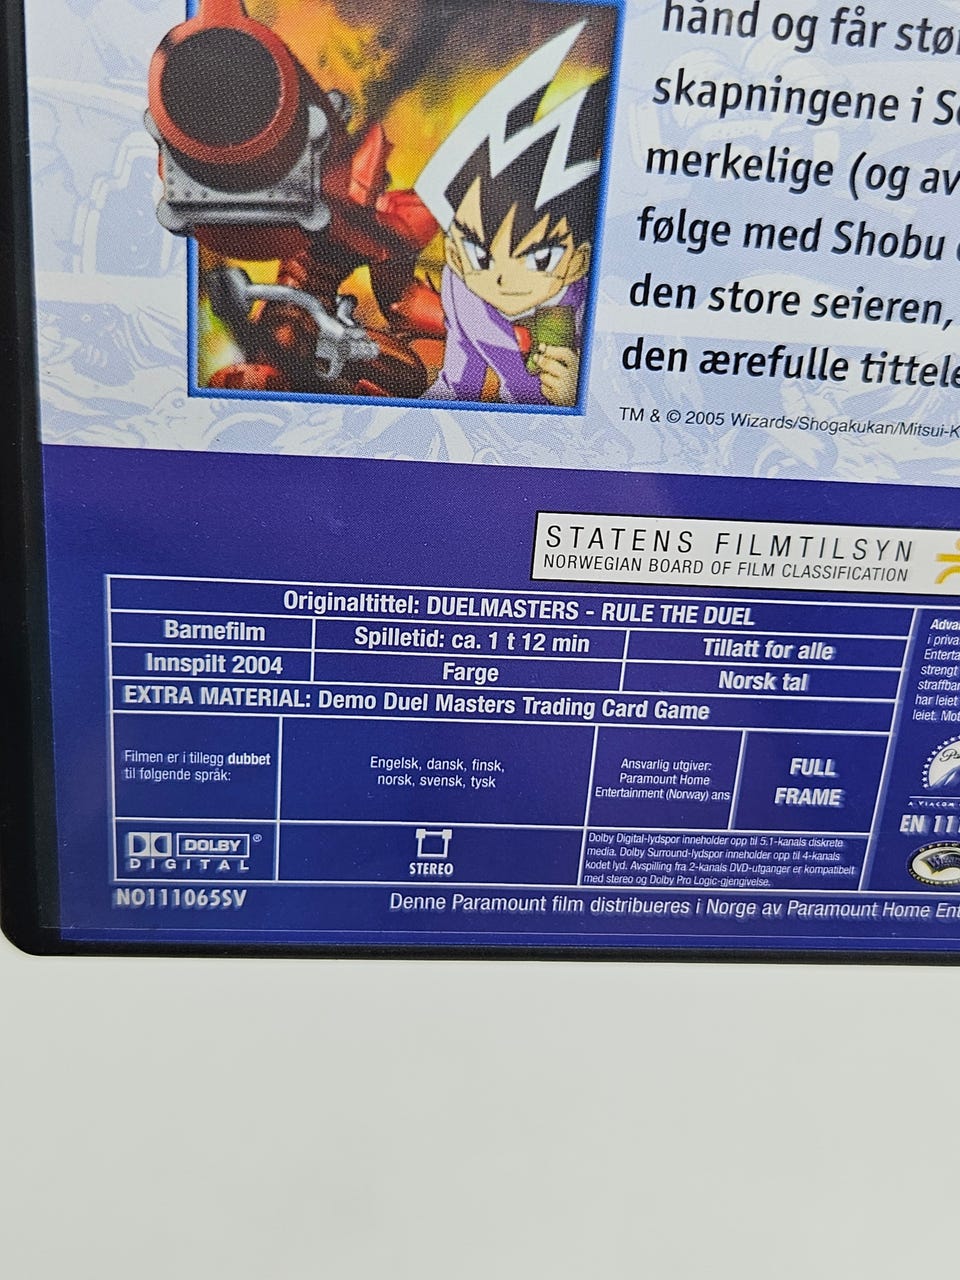 hånd og får
skapningene i
merkelige (og
følge med Shobu
den store seieren,
den ærefulle
TM & © 2005 Wizards/Shogakukan/Mitsui-K
STATENS FILMTILSYN
NORWEGIAN BOARD OF FILM CLASSIFICATION
Originaltittel: DUELMASTERS - RULE THE DUEL
Barnefilm
Spilletid: ca. 1 t 12 min
Tillatt for alle
Innspilt 2004
Farge
Norsk tal
EXTRA MATERIAL: Demo Duel Masters Trading Card Game
Filmen er i tillegg dubbet
til følgende språk:
Engelsk, dansk, finsk,
norsk, svensk, tysk
Ansvarlig utgiver:
Paramount Home
Entertainment (Norway) ans
FULL
FRAME
DOLBY
DIGITAL
STEREO
Dolby Digital-lydspor inneholder opp til 5.1-kanals diskrete
media. Dolby Surround-lydspor inneholder opp til 4-kanals
kodet lyd. Avspilling fra 2-kanals DVD-utganger er kompatibelt
med stereo og Dolby Pro Logic-gjengivelse.
i
strengt
har leiet
leiet.
A VIACOM
EN
NO111065SV
Denne Paramount film distribueres i Norge av Paramount Home